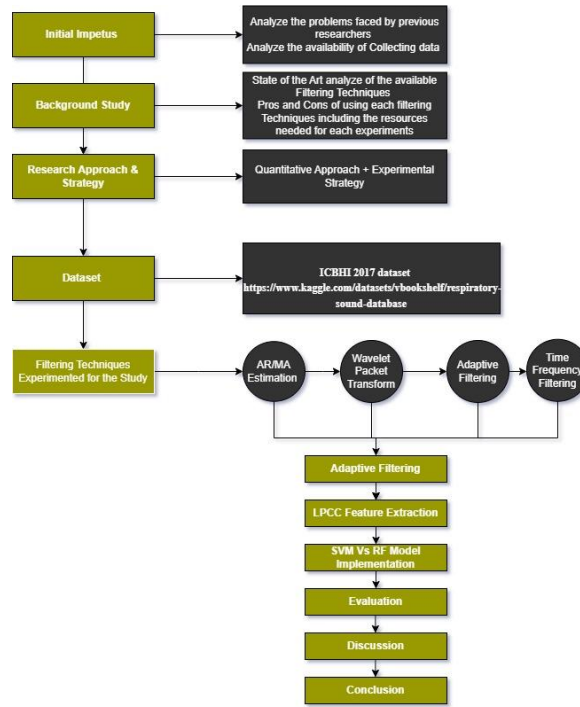 Initial Impetus
Analyze the problems faced by previous
researchers
Analyze the availability of Collecting data
Background Study
State of the Art analyze of the available
Filtering Techniques
Pros and Cons of using each filtering
Techniques including the resources
needed for each experiments
Research Approach &
Strategy
Quantitative Approach + Experimental
Strategy
Dataset
ICBHI 2017 dataset
https://www.kaggle.com/datasets/vbookshelf/respiratory-
sound-database
Filtering Techniques
Experimented for the Study
AR/MA
Estimation
Wavelet
Packet
Transform
Adaptive
Filtering
Time
Frequency
Filtering
Adaptive Filtering
LPCC Feature Extraction
SVM Vs RF Model
Implementation
Evaluation
Discussion
Conclusion